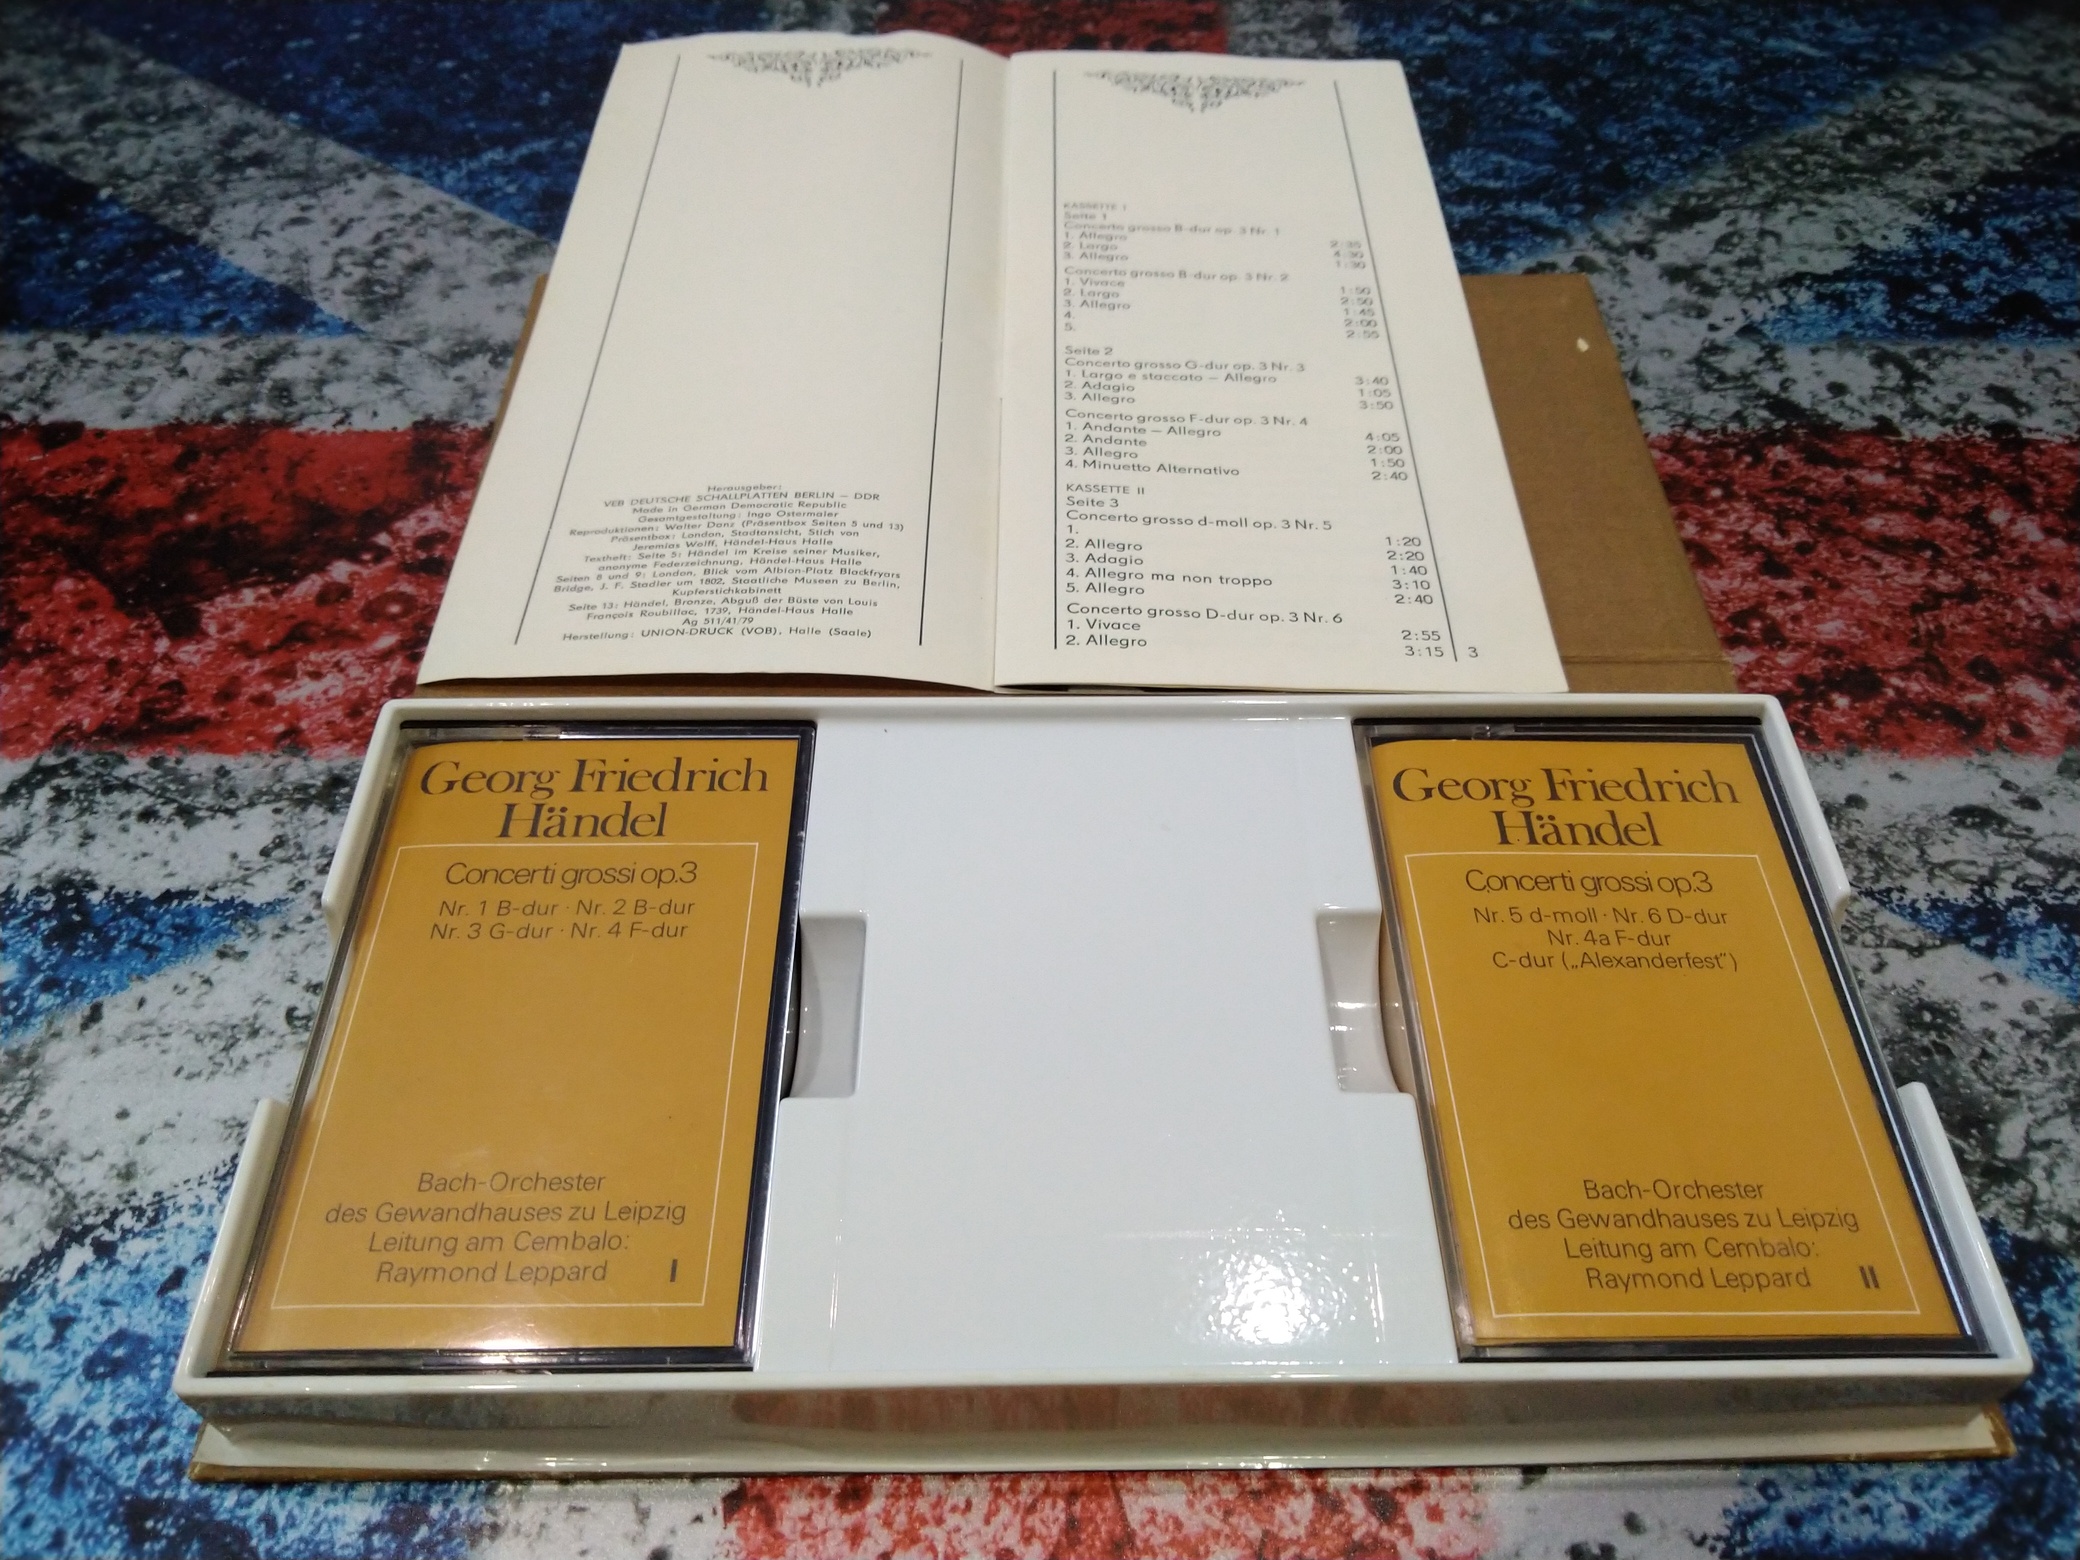 Herausgeber:
VEB DEUTSCHE SCHALLPLATTEN BERLIN – DDR
Made in German Democratic Republic
Gesamtgestaltung: Ingo Ostermaier
Reproduktionen: Walter Danz (Präsentbox Seiten 5 und 13)
Präsentbox: London, Stadtansicht, Stich von
Jeremias Wolff, Händel-Haus Halle
Textheft: Seite 5: Händel im Kreise seiner Musiker,
anonyme Federzeichnung, Händel-Haus Halle
Seiten 8 und 9: London, Blick vom Albion-Platz Blackfryars
Bridge, J. F. Stadler um 1802, Staatliche Museen zu Berlin,
Kupferstichkabinett
Seite 13: Händel, Bronze, Abguß der Büste von Louis
François Roubillac, 1739, Händel-Haus Halle
Ag 511/41/79
Herstellung: UNION-DRUCK (VOB), Halle (Saale)
KASSETTE I
Seite 1
Concerto grosso B-dur op. 3 Nr. 1
1. Allegro 2:35
2. Largo 4:30
3. Allegro 1:30
Concerto grosso B-dur op. 3 Nr. 2
1. Vivace 1:50
2. Largo 2:50
3. Allegro 1:45
4. 2:00
5. 2:55
Seite 2
Concerto grosso G-dur op. 3 Nr. 3
1. Largo e staccato – Allegro 3:40
2. Adagio 1:05
3. Allegro 3:50
Concerto grosso F-dur op. 3 Nr. 4
1. Andante – Allegro 4:05
2. Andante 2:00
3. Allegro 1:50
4. Minuetto Alternativo 2:40
KASSETTE II
Seite 3
Concerto grosso d-moll op. 3 Nr. 5
1. 1:20
2. Allegro 2:20
3. Adagio 1:40
4. Allegro ma non troppo 3:10
5. Allegro 2:40
Concerto grosso D-dur op. 3 Nr. 6
1. Vivace 2:55
2. Allegro 3:15
3
Georg Friedrich
Händel
Concerti grossi op.3
Nr. 1 B-dur · Nr. 2 B-dur
Nr. 3 G-dur · Nr. 4 F-dur
Bach-Orchester
des Gewandhauses zu Leipzig
Leitung am Cembalo:
Raymond Leppard I
Georg Friedrich
Händel
Concerti grossi op.3
Nr. 5 d-moll · Nr. 6 D-dur
Nr. 4a F-dur
C-dur („Alexanderfest")
Bach-Orchester
des Gewandhauses zu Leipzig
Leitung am Cembalo:
Raymond Leppard II